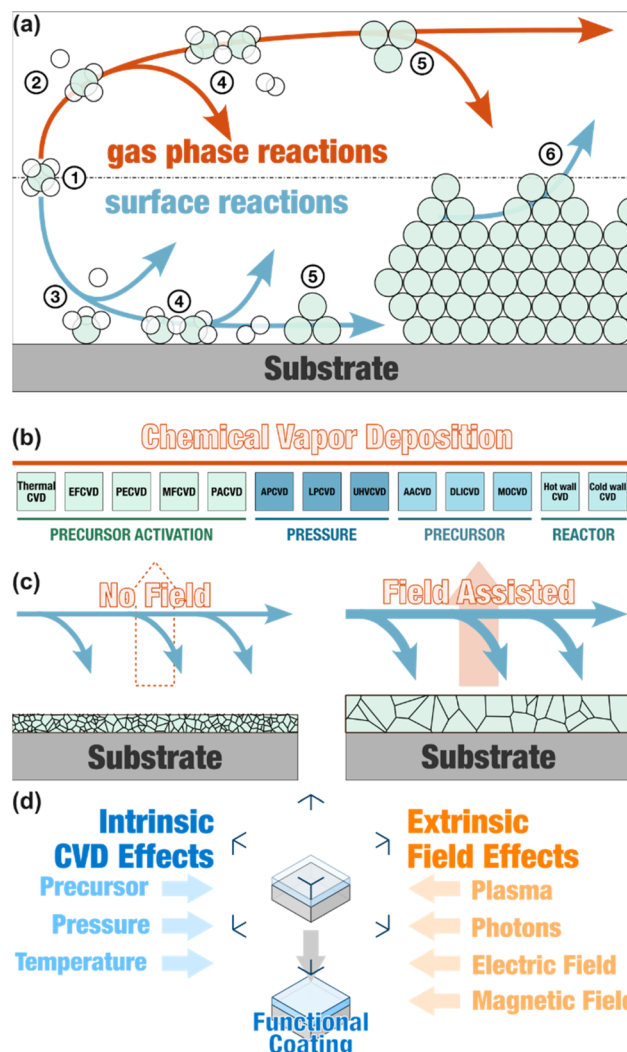 (a)
②
④
⑤
gas phase reactions
⑥
①
surface reactions
③
④
⑤
Substrate
(b)
Chemical Vapor Deposition
Thermal CVD EFCVD PECVD MFCVD PACVD APCVD LPCVD UHVCVD AACVD DLICVD MOCVD Hot wall CVD Cold wall CVD
PRECURSOR ACTIVATION PRESSURE PRECURSOR REACTOR
(c)
No Field
Field Assisted
Substrate
Substrate
(d)
Intrinsic
CVD Effects
Precursor
Pressure
Temperature
Extrinsic
Field Effects
Plasma
Photons
Electric Field
Magnetic Field
Functional
Coating